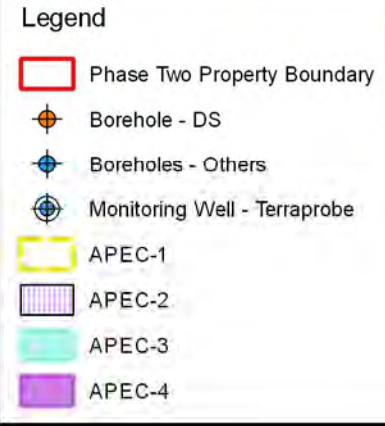 Legend
Phase Two Property Boundary
Borehole - DS
Boreholes - Others
Monitoring Well - Terraprobe
APEC-1
APEC-2
APEC-3
APEC-4